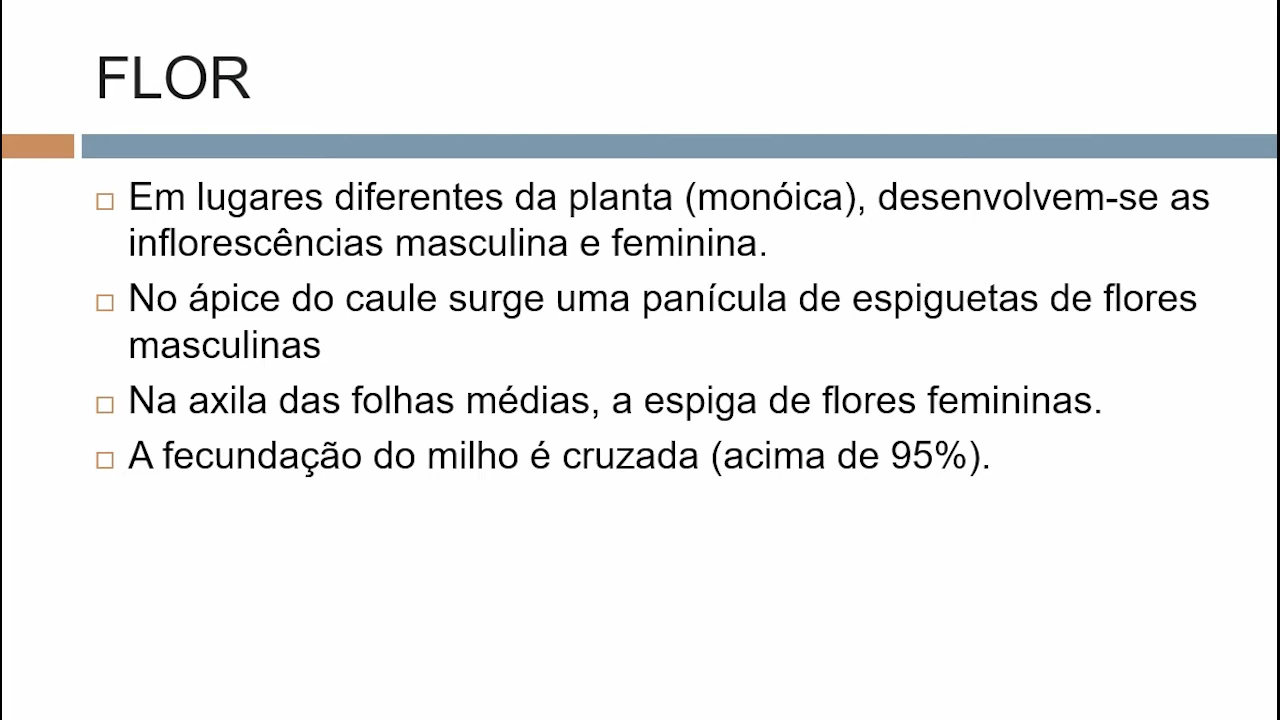 FLOR
Em lugares diferentes da planta (monóica), desenvolvem-se as
inflorescências masculina e feminina.
No ápice do caule surge uma panícula de espiguetas de flores
masculinas
Na axila das folhas médias, a espiga de flores femininas.
A fecundação do milho é cruzada (acima de 95%).